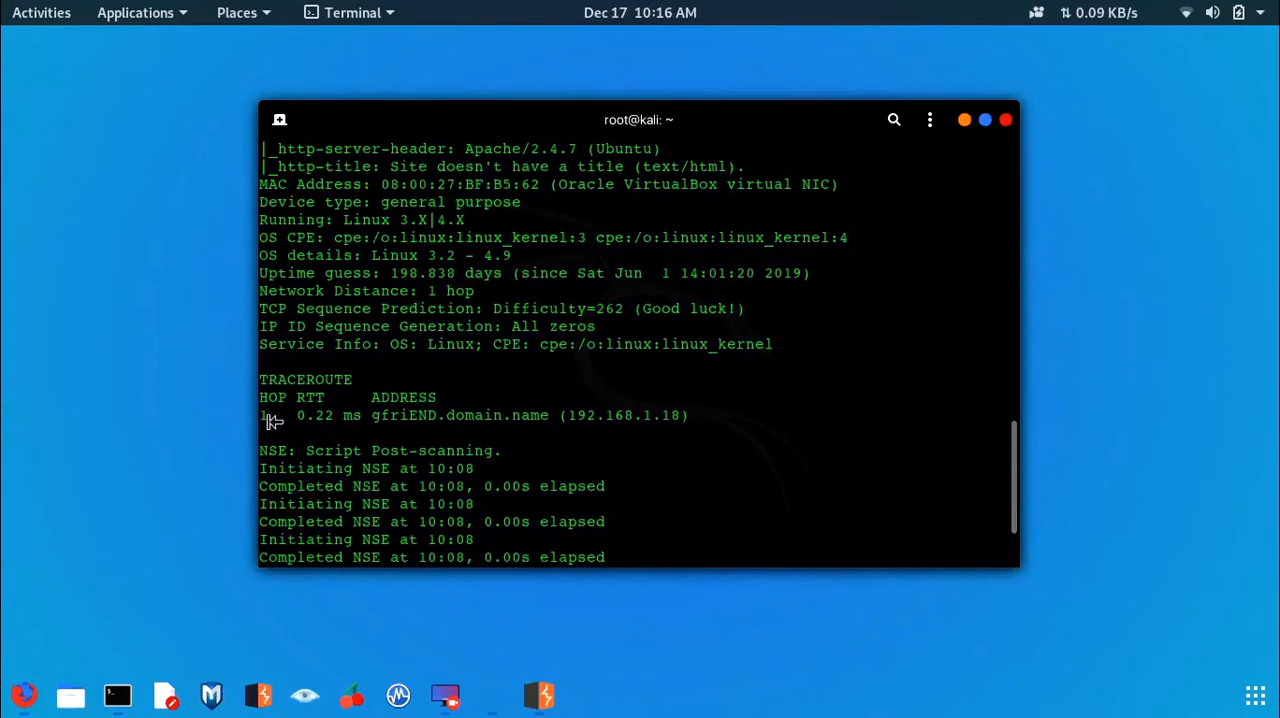 Activities Applications Places Terminal Dec 17 10:16 AM 0.09 KB/s
root@kali: ~
|_http-server-header: Apache/2.4.7 (Ubuntu)
|_http-title: Site doesn't have a title (text/html).
MAC Address: 08:00:27:BF:B5:62 (Oracle VirtualBox virtual NIC)
Device type: general purpose
Running: Linux 3.X|4.X
OS CPE: cpe:/o:linux:linux_kernel:3 cpe:/o:linux:linux_kernel:4
OS details: Linux 3.2 - 4.9
Uptime guess: 198.838 days (since Sat Jun  1 14:01:20 2019)
Network Distance: 1 hop
TCP Sequence Prediction: Difficulty=262 (Good luck!)
IP ID Sequence Generation: All zeros
Service Info: OS: Linux; CPE: cpe:/o:linux:linux_kernel
TRACEROUTE
HOP RTT     ADDRESS
1   0.22 ms gfriEND.domain.name (192.168.1.18)
NSE: Script Post-scanning.
Initiating NSE at 10:08
Completed NSE at 10:08, 0.00s elapsed
Initiating NSE at 10:08
Completed NSE at 10:08, 0.00s elapsed
Initiating NSE at 10:08
Completed NSE at 10:08, 0.00s elapsed